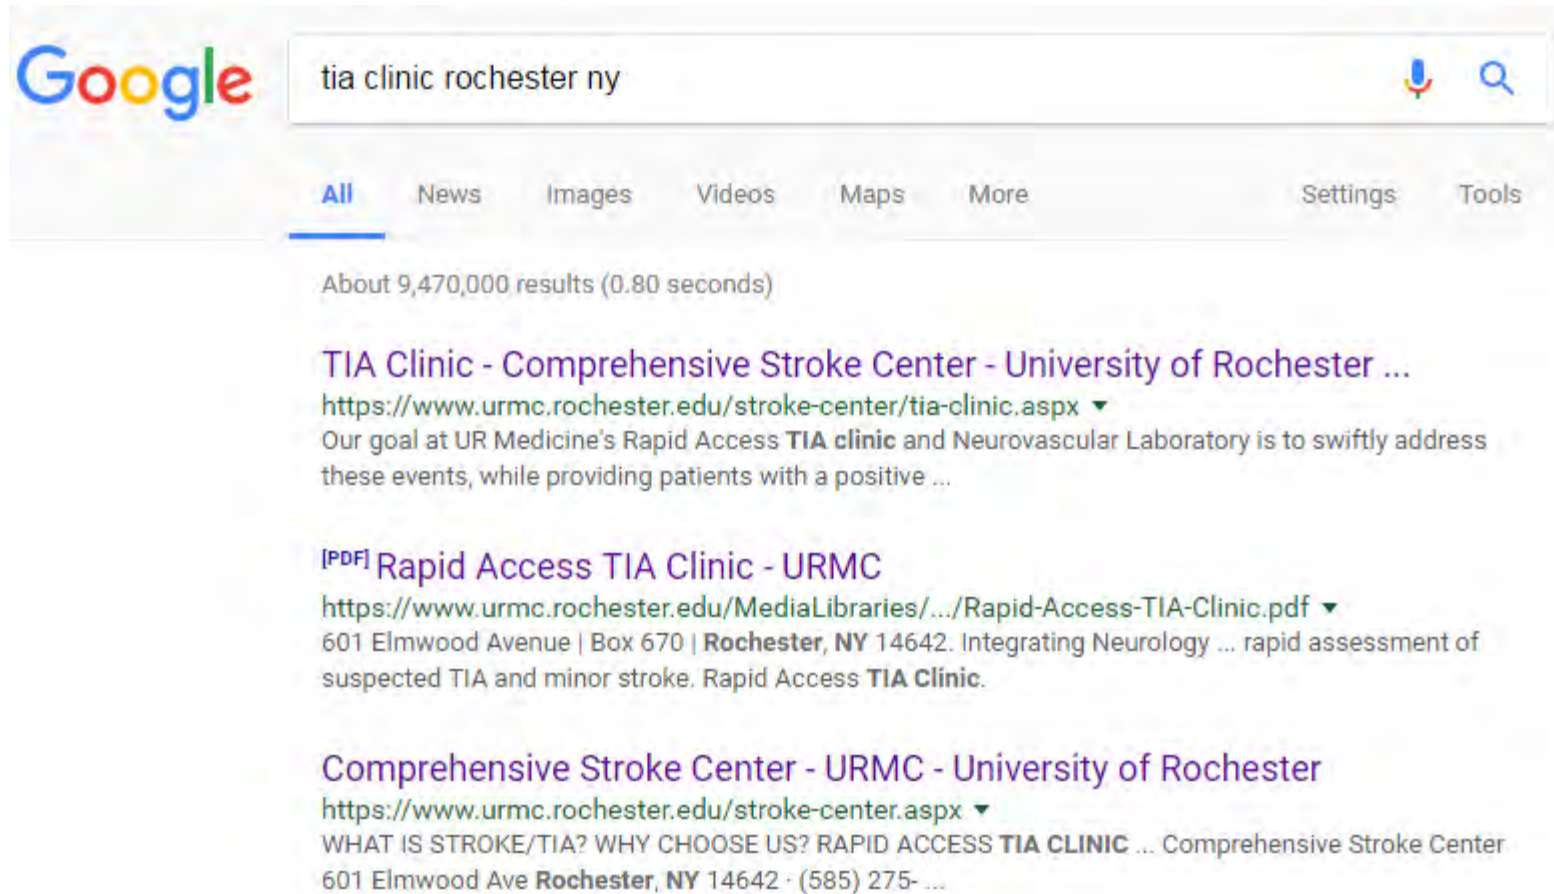 Google
tia clinic rochester ny
All News Images Videos Maps More Settings Tools
About 9,470,000 results (0.80 seconds)
TIA Clinic - Comprehensive Stroke Center - University of Rochester ...
https://www.urmc.rochester.edu/stroke-center/tia-clinic.aspx
Our goal at UR Medicine's Rapid Access TIA clinic and Neurovascular Laboratory is to swiftly address
these events, while providing patients with a positive ...
[PDF] Rapid Access TIA Clinic - URMC
https://www.urmc.rochester.edu/MediaLibraries/.../Rapid-Access-TIA-Clinic.pdf
601 Elmwood Avenue | Box 670 | Rochester, NY 14642. Integrating Neurology ... rapid assessment of
suspected TIA and minor stroke. Rapid Access TIA Clinic.
Comprehensive Stroke Center - URMC - University of Rochester
https://www.urmc.rochester.edu/stroke-center.aspx
WHAT IS STROKE/TIA? WHY CHOOSE US? RAPID ACCESS TIA CLINIC ... Comprehensive Stroke Center
601 Elmwood Ave Rochester, NY 14642 · (585) 275- ...